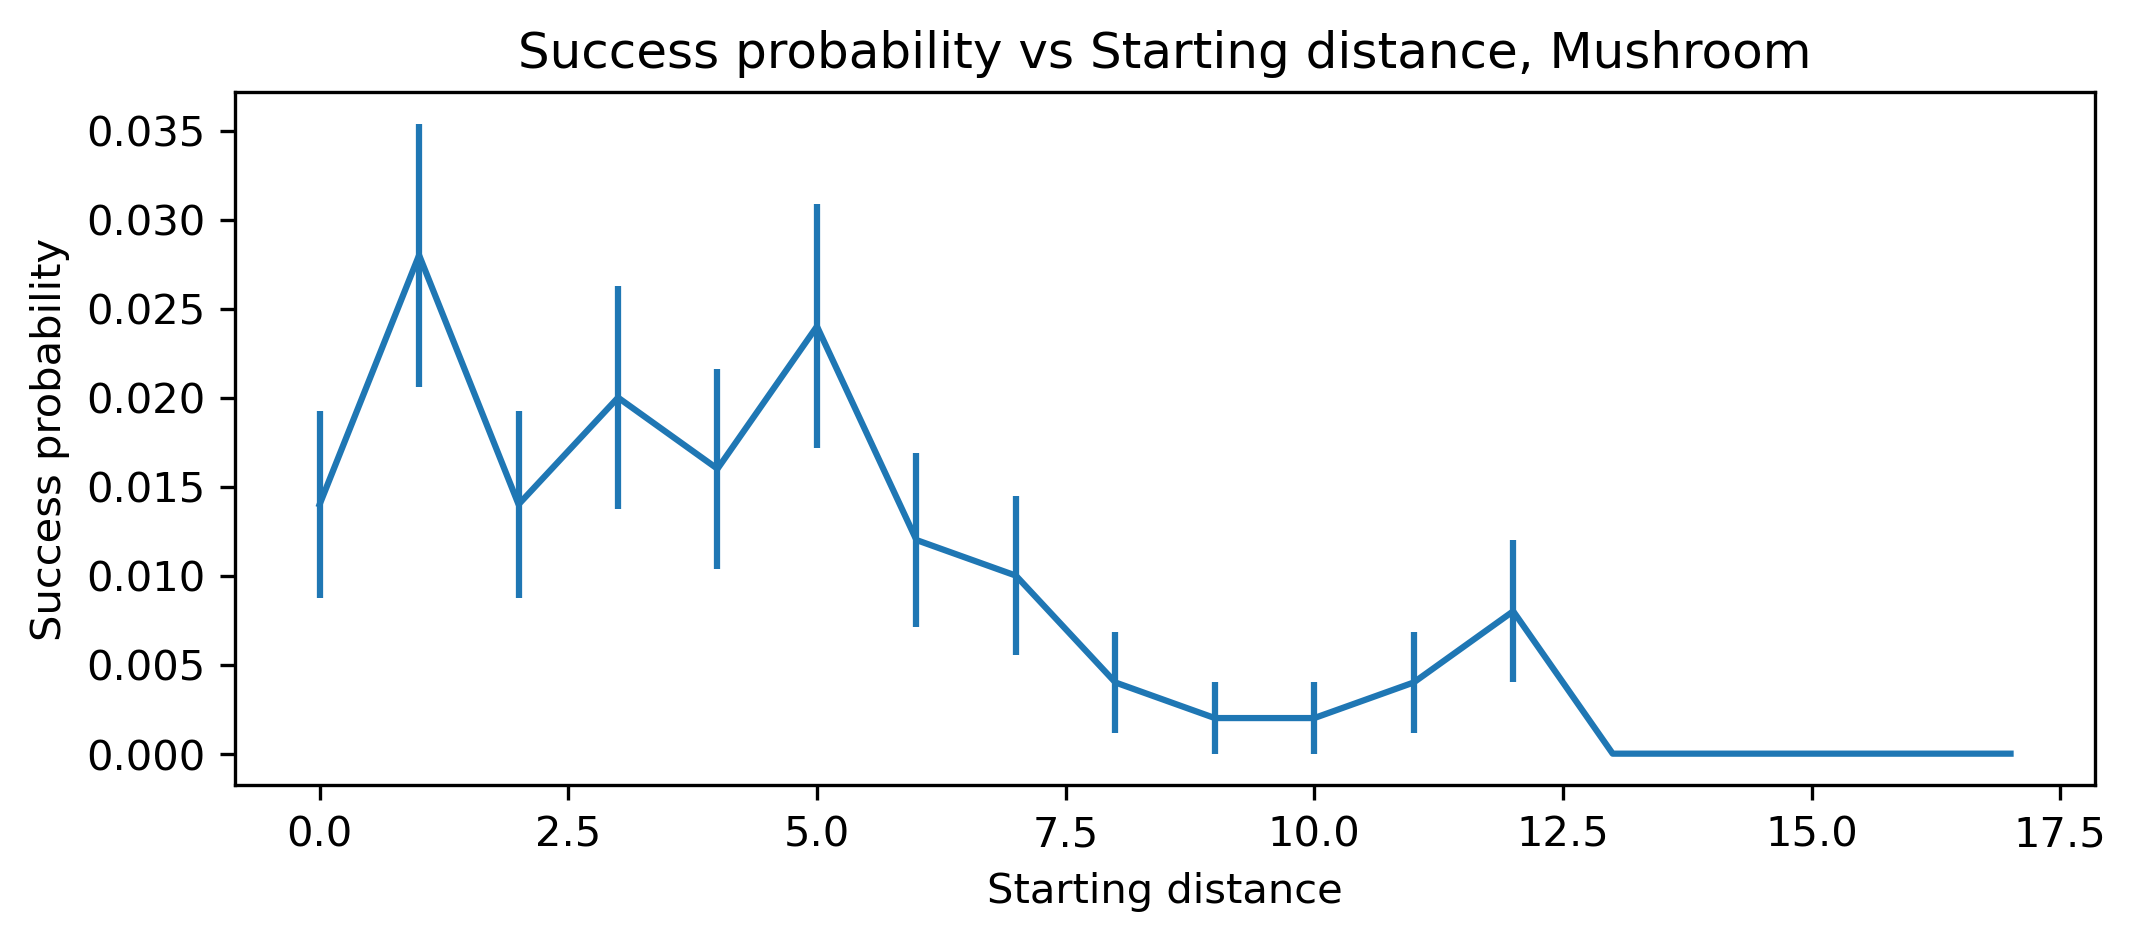 Success probability vs Starting distance, Mushroom
Success probability
0.035
0.030
0.025
0.020
0.015
0.010
0.005
0.000
0.0 2.5 5.0 7.5 10.0 12.5 15.0 17.5
Starting distance